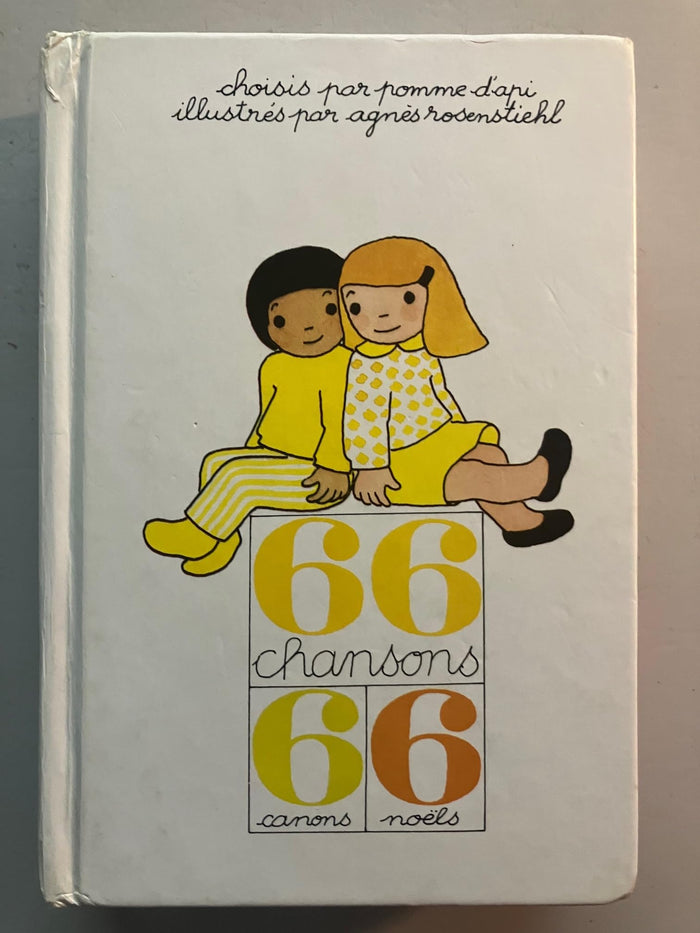 choisis par pomme d'api
illustrés par agnès rosenstiehl
66
chansons
6 6
canons noëls